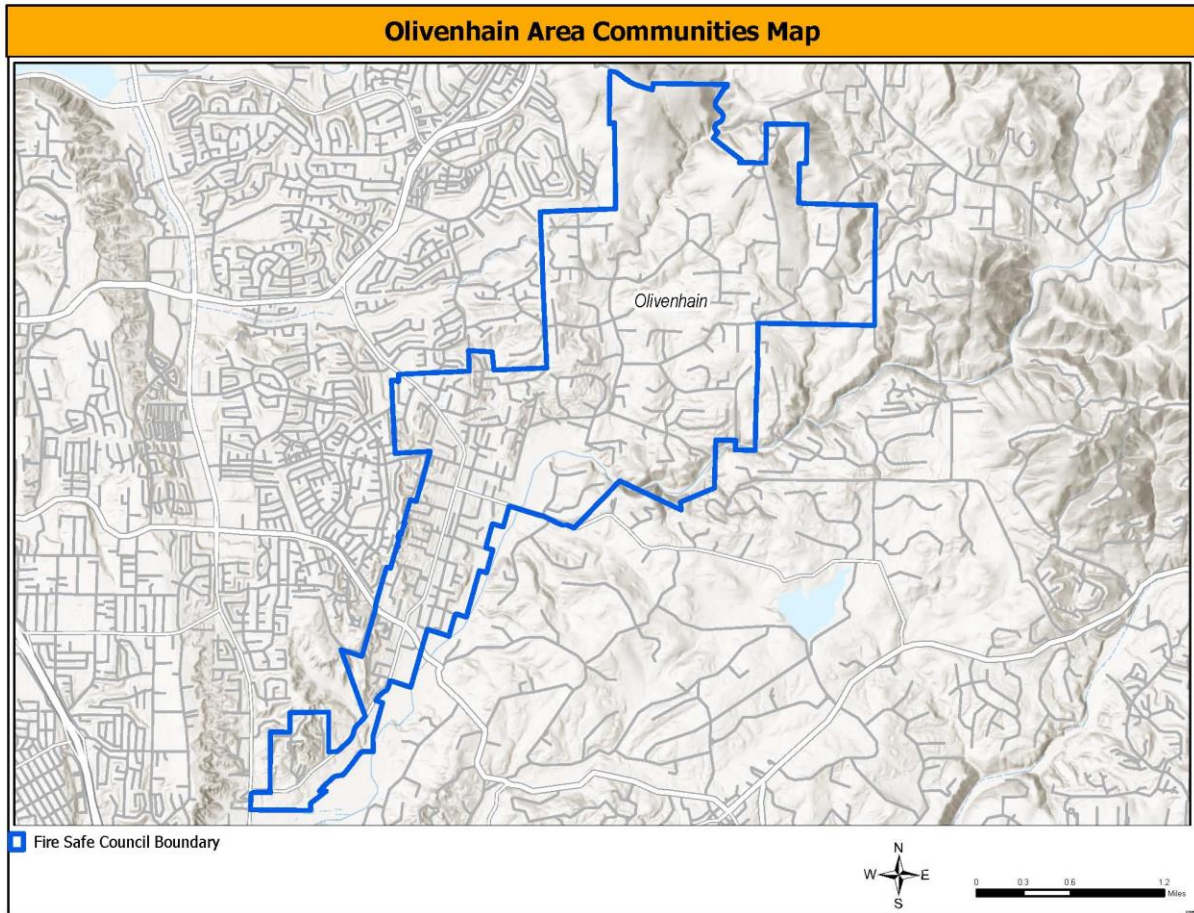 Olivenhain Area Communities Map
Olivenhain
Fire Safe Council Boundary
N
W E
S
0 0.3 0.6 1.2
Miles